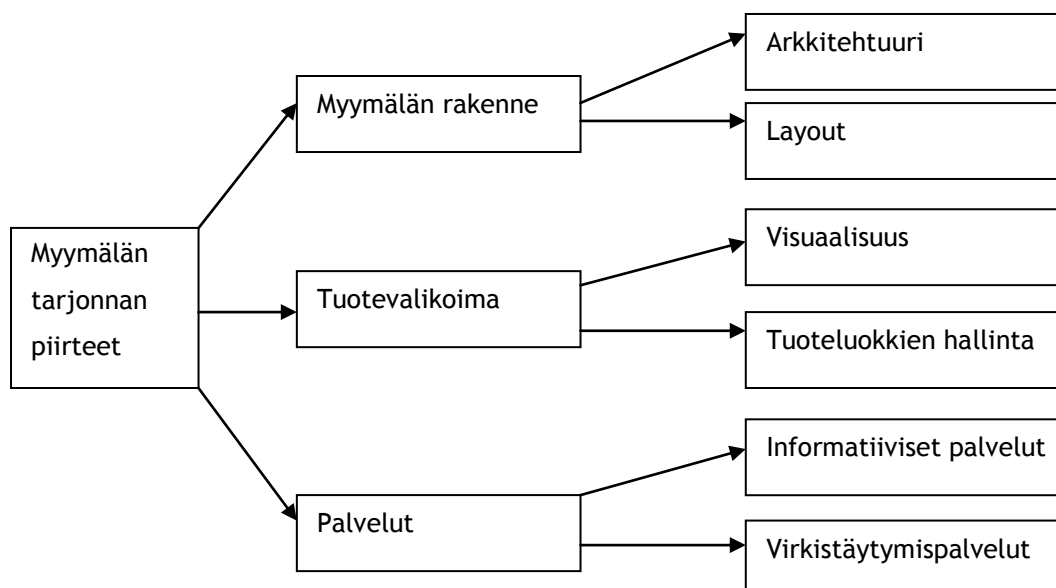 Arkkitehtuuri
Myymälän rakenne
Layout
Visuaalisuus
Myymälän
tarjonnan
piirteet
Tuotevalikoima
Tuoteluokkien hallinta
Informatiiviset palvelut
Palvelut
Virkistäytymispalvelut